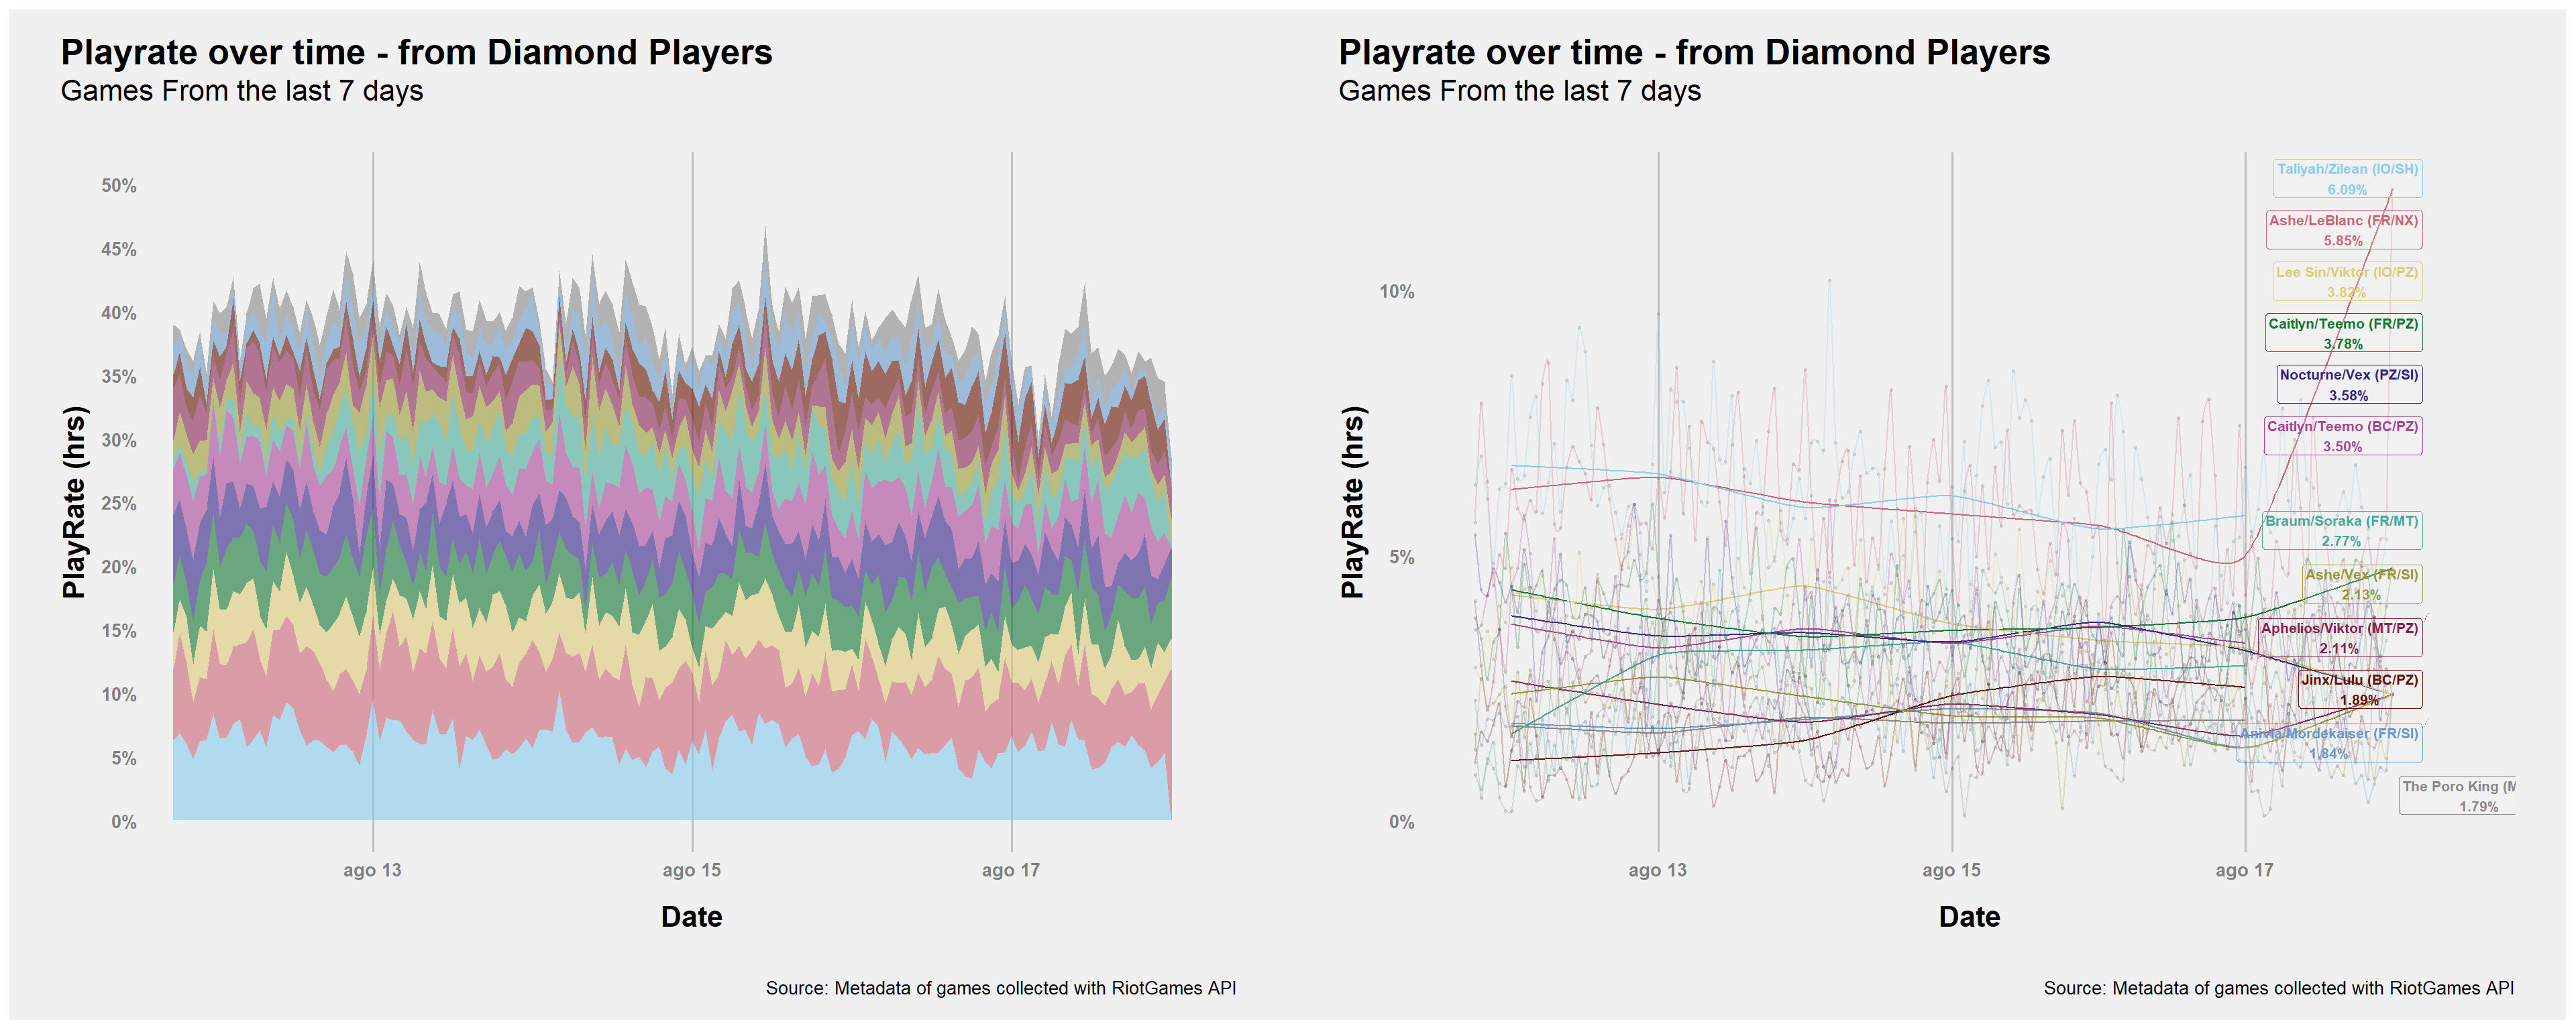 Playrate over time - from Diamond Players
Games From the last 7 days
50%
45%
40%
35%
30%
25%
20%
15%
10%
5%
0%
PlayRate (hrs)
ago 13
ago 15
ago 17
Date
Source: Metadata of games collected with RiotGames API
Playrate over time - from Diamond Players
Games From the last 7 days
10%
5%
0%
PlayRate (hrs)
Taliyah/Zilean (IO/SH)
6.09%
Ashe/LeBlanc (FR/NX)
5.85%
Lee Sin/Viktor (IO/PZ)
3.82%
Caitlyn/Teemo (FR/PZ)
3.78%
Nocturne/Vex (PZ/SI)
3.58%
Caitlyn/Teemo (BC/PZ)
3.50%
Braum/Soraka (FR/MT)
2.77%
Ashe/Vex (FR/SI)
2.13%
Aphelios/Viktor (MT/PZ)
2.11%
Jinx/Lulu (BC/PZ)
1.89%
Anivia/Mordekaiser (FR/SI)
1.84%
The Poro King (M
1.79%
ago 13
ago 15
ago 17
Date
Source: Metadata of games collected with RiotGames API